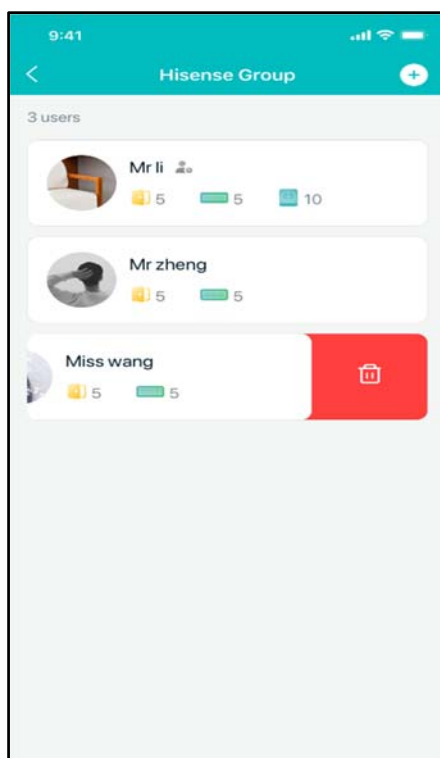 9:41
Hisense Group
3 users
Mr li
5 5 10
Mr zheng
5 5
Miss wang
5 5